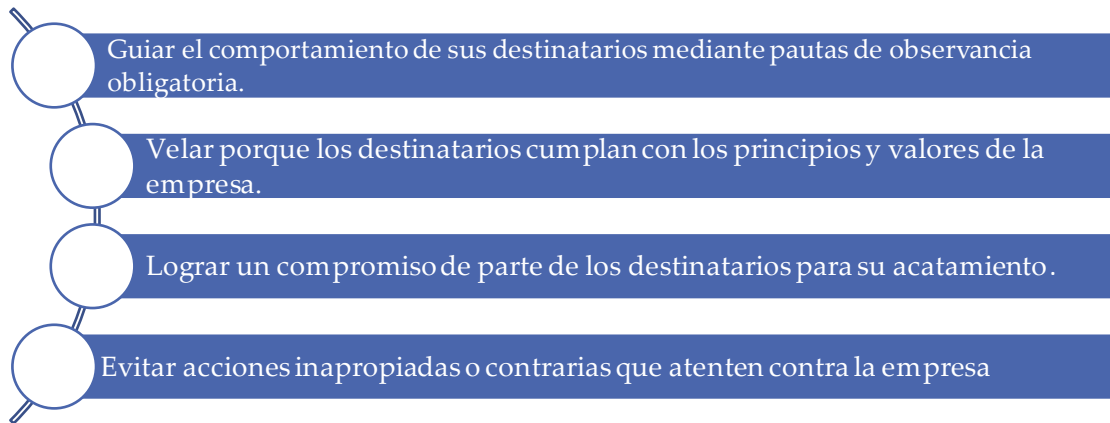 Guiar el comportamiento de sus destinatarios mediante pautas de observancia
obligatoria.
Velar porque los destinatarios cumplan con los principios y valores de la
empresa.
Lograr un compromiso de parte de los destinatarios para su acatamiento.
Evitar acciones inapropiadas o contrarias que atenten contra la empresa